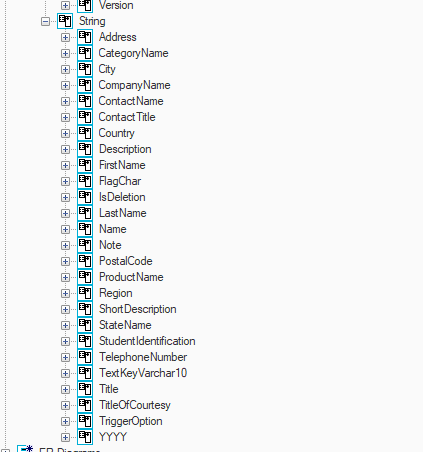 Version
String
Address
CategoryName
City
CompanyName
ContactName
ContactTitle
Country
Description
FirstName
FlagChar
IsDeletion
LastName
Name
Note
PostalCode
ProductName
Region
ShortDescription
StateName
StudentIdentification
TelephoneNumber
TextKeyVarchar10
Title
TitleOfCourtesy
TriggerOption
YYYY
ER Diagrams